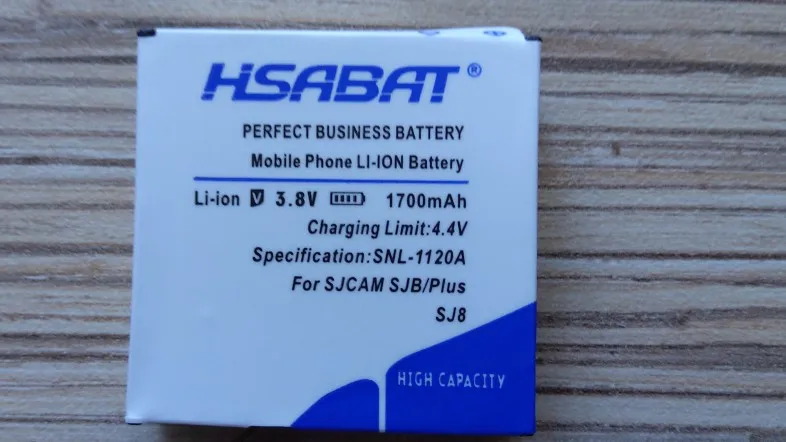 HSABAT®
PERFECT BUSINESS BATTERY
Mobile Phone LI-ION Battery
Li-ion V 3.8V 1700mAh
Charging Limit:4.4V
Specification:SNL-1120A
For SJCAM SJB/Plus
SJ8
HIGH CAPACITY